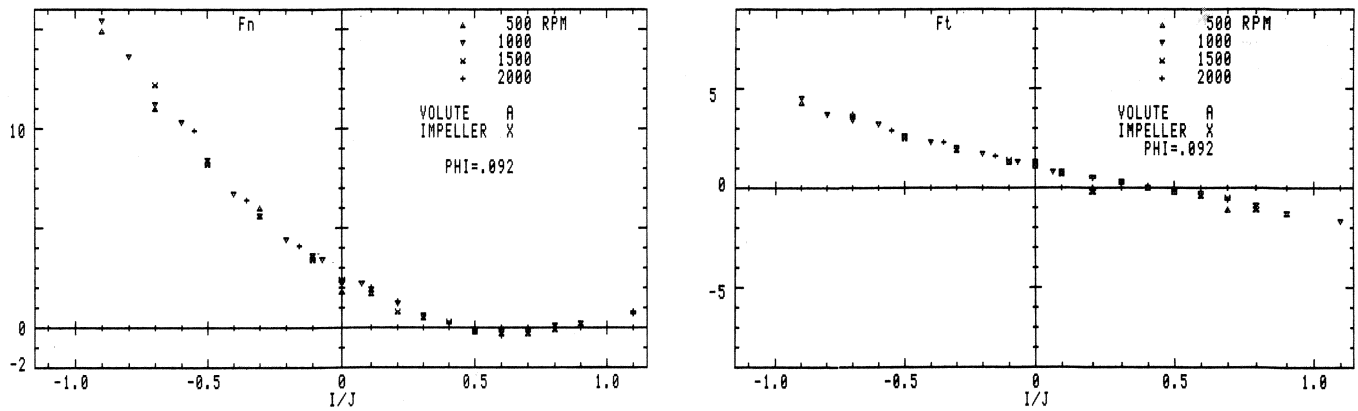 Fn
500 RPM
1000
1500
2000
VOLUTE A
IMPELLER X
PHI=.092
10
0
-2
-1.0 -0.5 0 0.5 1.0
I/J
Ft
500 RPM
1000
1500
2000
VOLUTE A
IMPELLER X
PHI=.092
5
0
-5
-1.0 -0.5 0 0.5 1.0
I/J